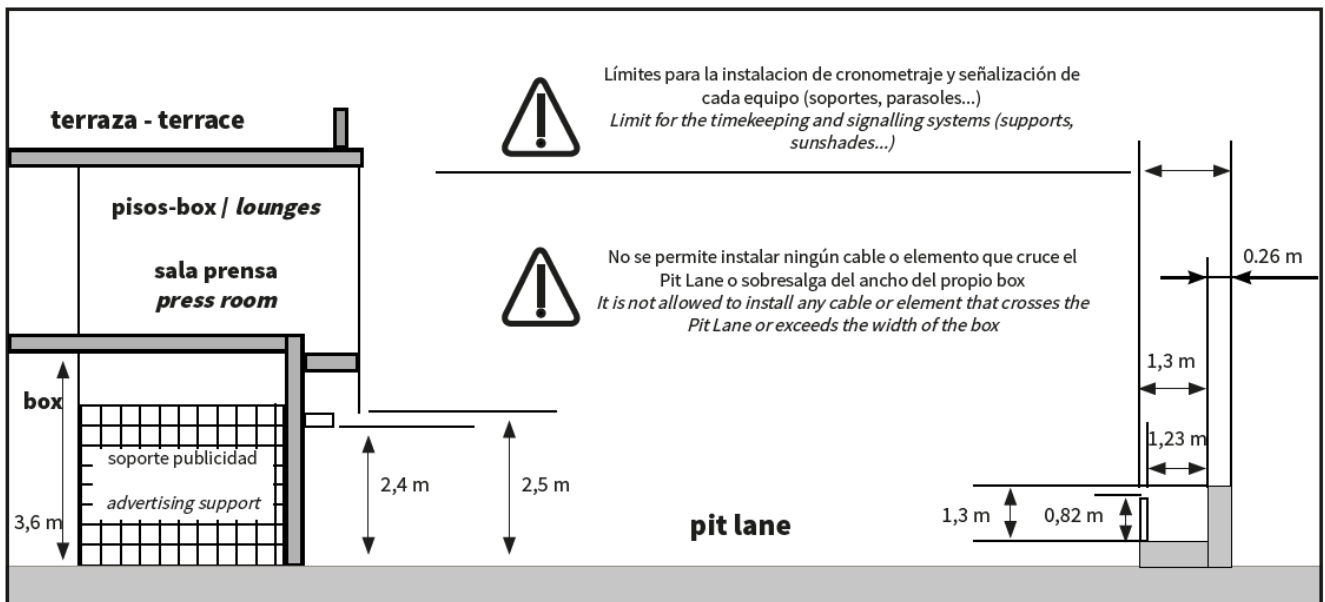 Límites para la instalacion de cronometraje y señalización de
cada equipo (soportes, parasoles...)
Limit for the timekeeping and signalling systems (supports,
sunshades...)
terraza - terrace
pisos-box / lounges
sala prensa
press room
No se permite instalar ningún cable o elemento que cruce el
Pit Lane o sobresalga del ancho del propio box
It is not allowed to install any cable or element that crosses the
Pit Lane or exceeds the width of the box
0.26 m
1,3 m
box
1,23 m
soporte publicidad
advertising support
2,4 m
2,5 m
3,6 m
pit lane
1,3 m
0,82 m